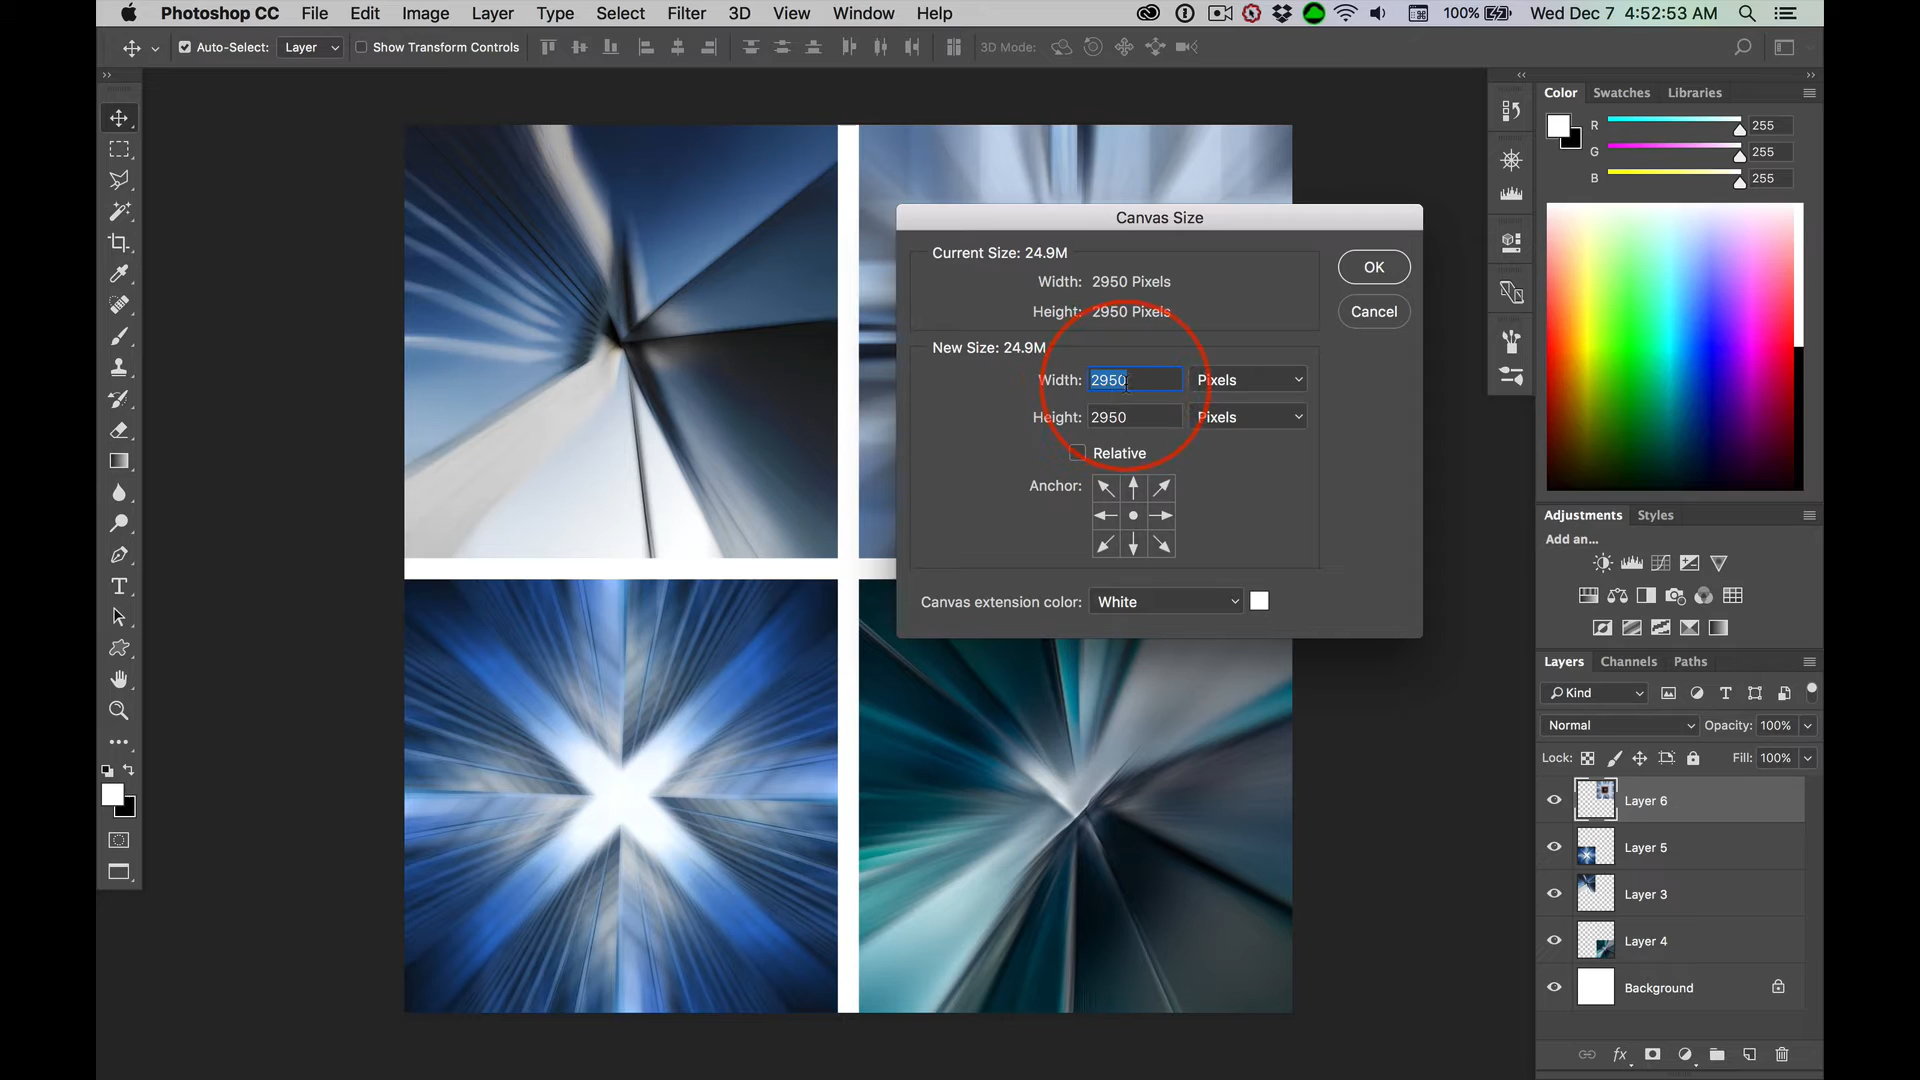 Photoshop CC File Edit Image Layer Type Select Filter 3D View Window Help 100% Wed Dec 7 4:52:53 AM
Auto-Select: Layer Show Transform Controls 3D Mode:
Canvas Size
Current Size: 24.9M
Width: 2950 Pixels
Height: 2950 Pixels
New Size: 24.9M
Width: 2950 Pixels
Height: 2950 Pixels
Relative
Anchor:
Canvas extension color: White
OK
Cancel
Color Swatches Libraries
R 255
G 255
B 255
Adjustments Styles
Add an...
Layers Channels Paths
Kind
Normal Opacity: 100%
Lock: Fill: 100%
Layer 6
Layer 5
Layer 3
Layer 4
Background
fx